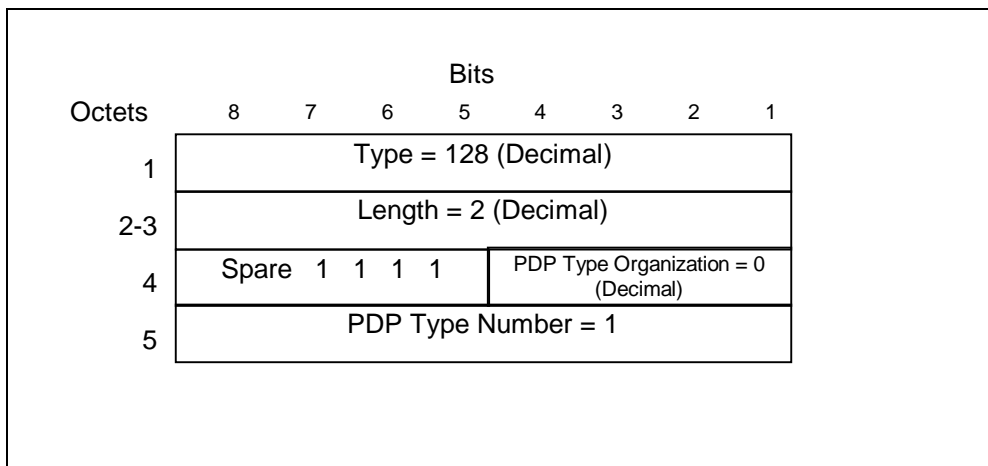 Bits
Octets 8 7 6 5 4 3 2 1
1 Type = 128 (Decimal)
2-3 Length = 2 (Decimal)
4 Spare 1 1 1 1 PDP Type Organization = 0
(Decimal)
5 PDP Type Number = 1